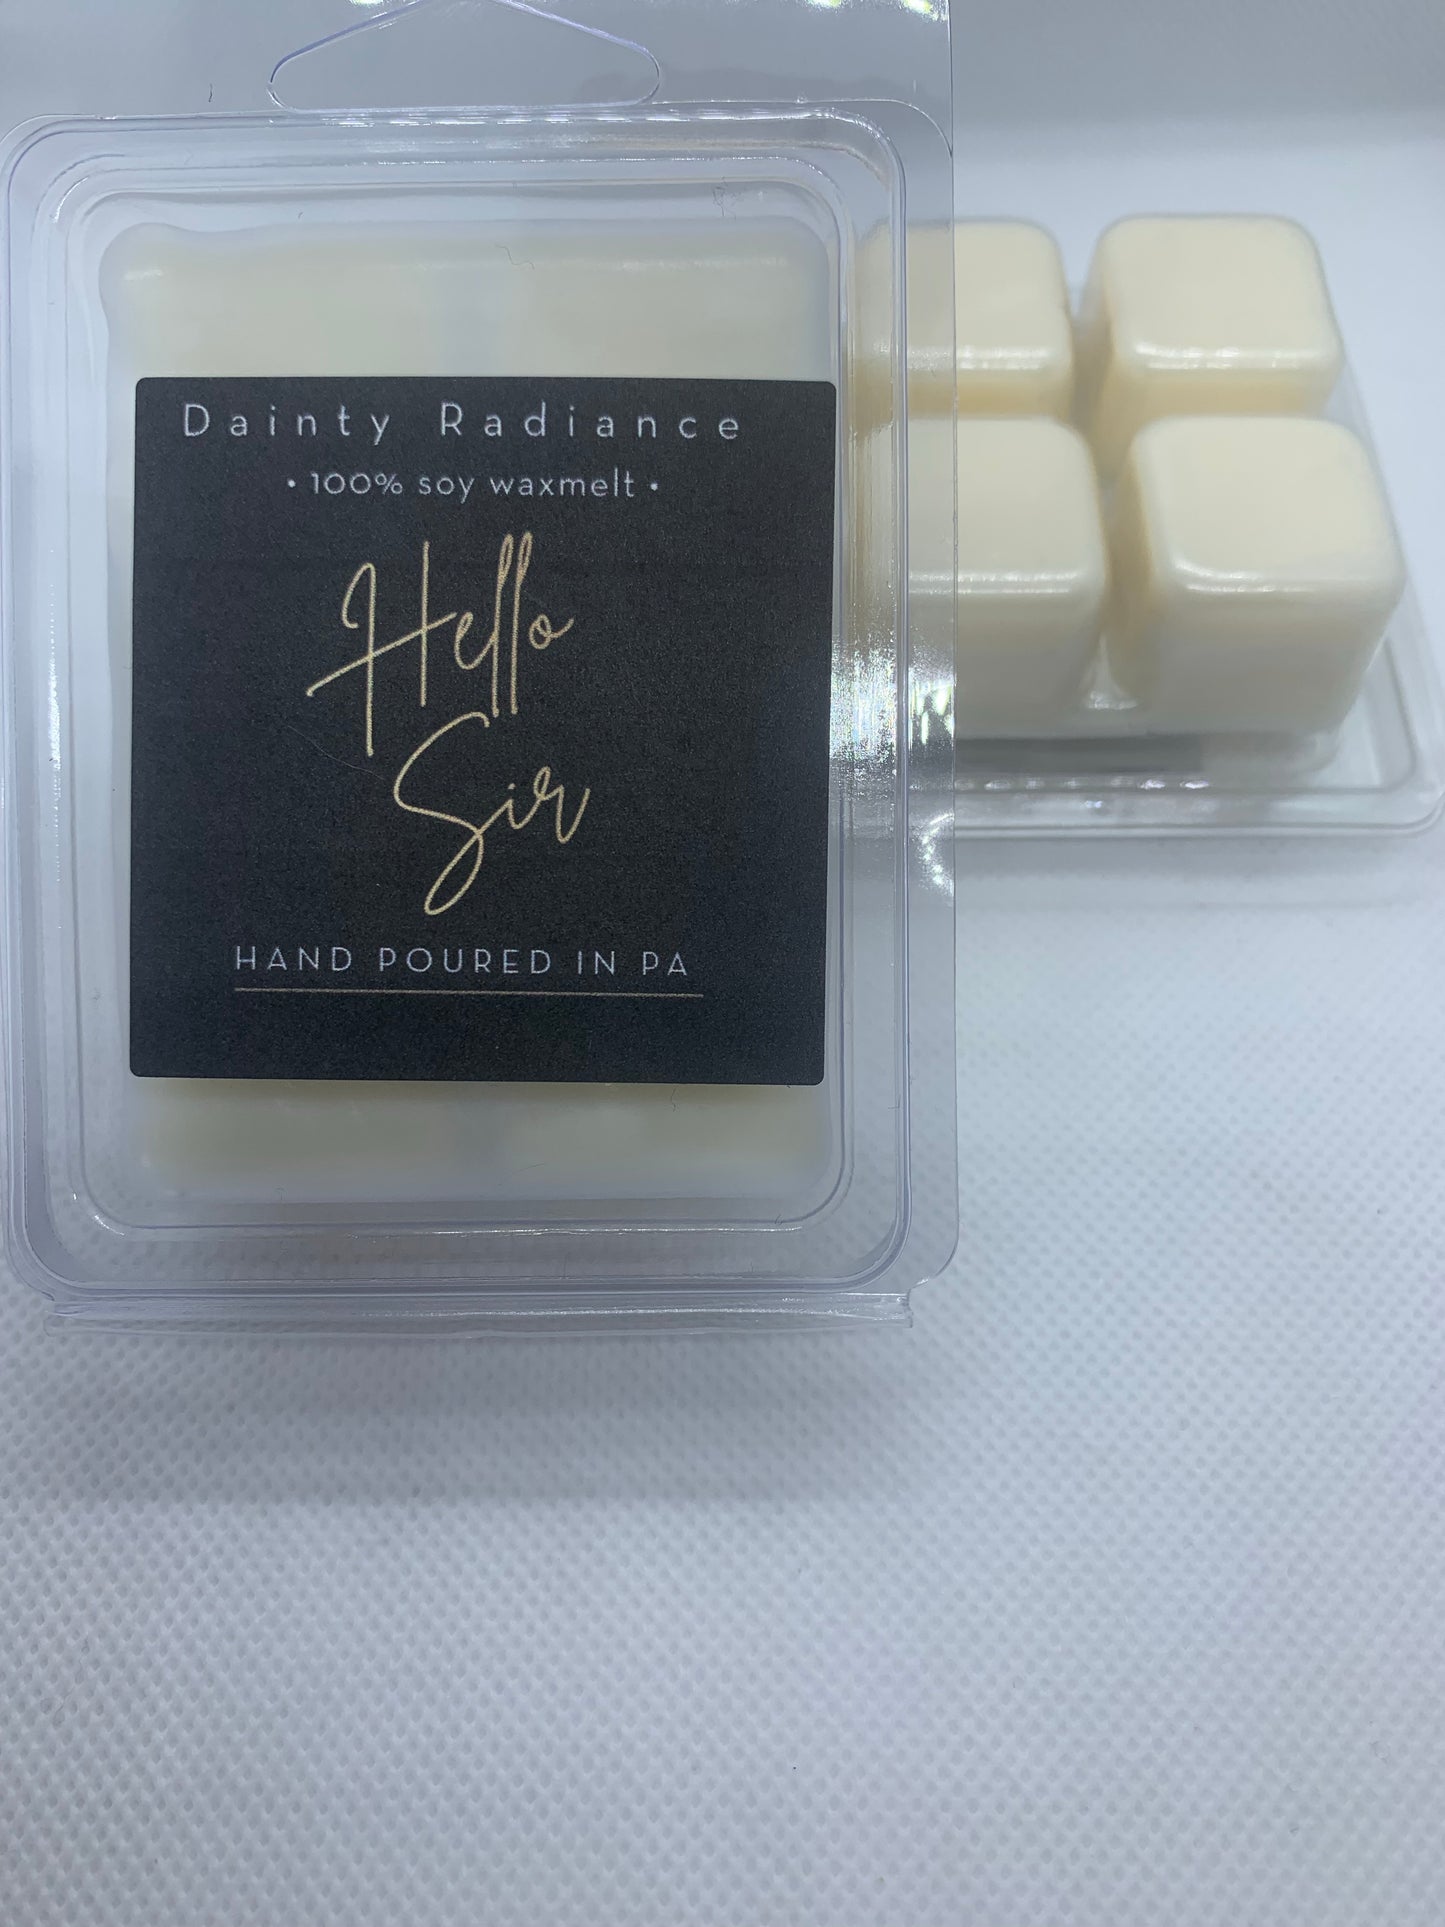 Dainty Radiance
• 100% soy waxmelt •
Hello
Sir
HAND POURED IN PA